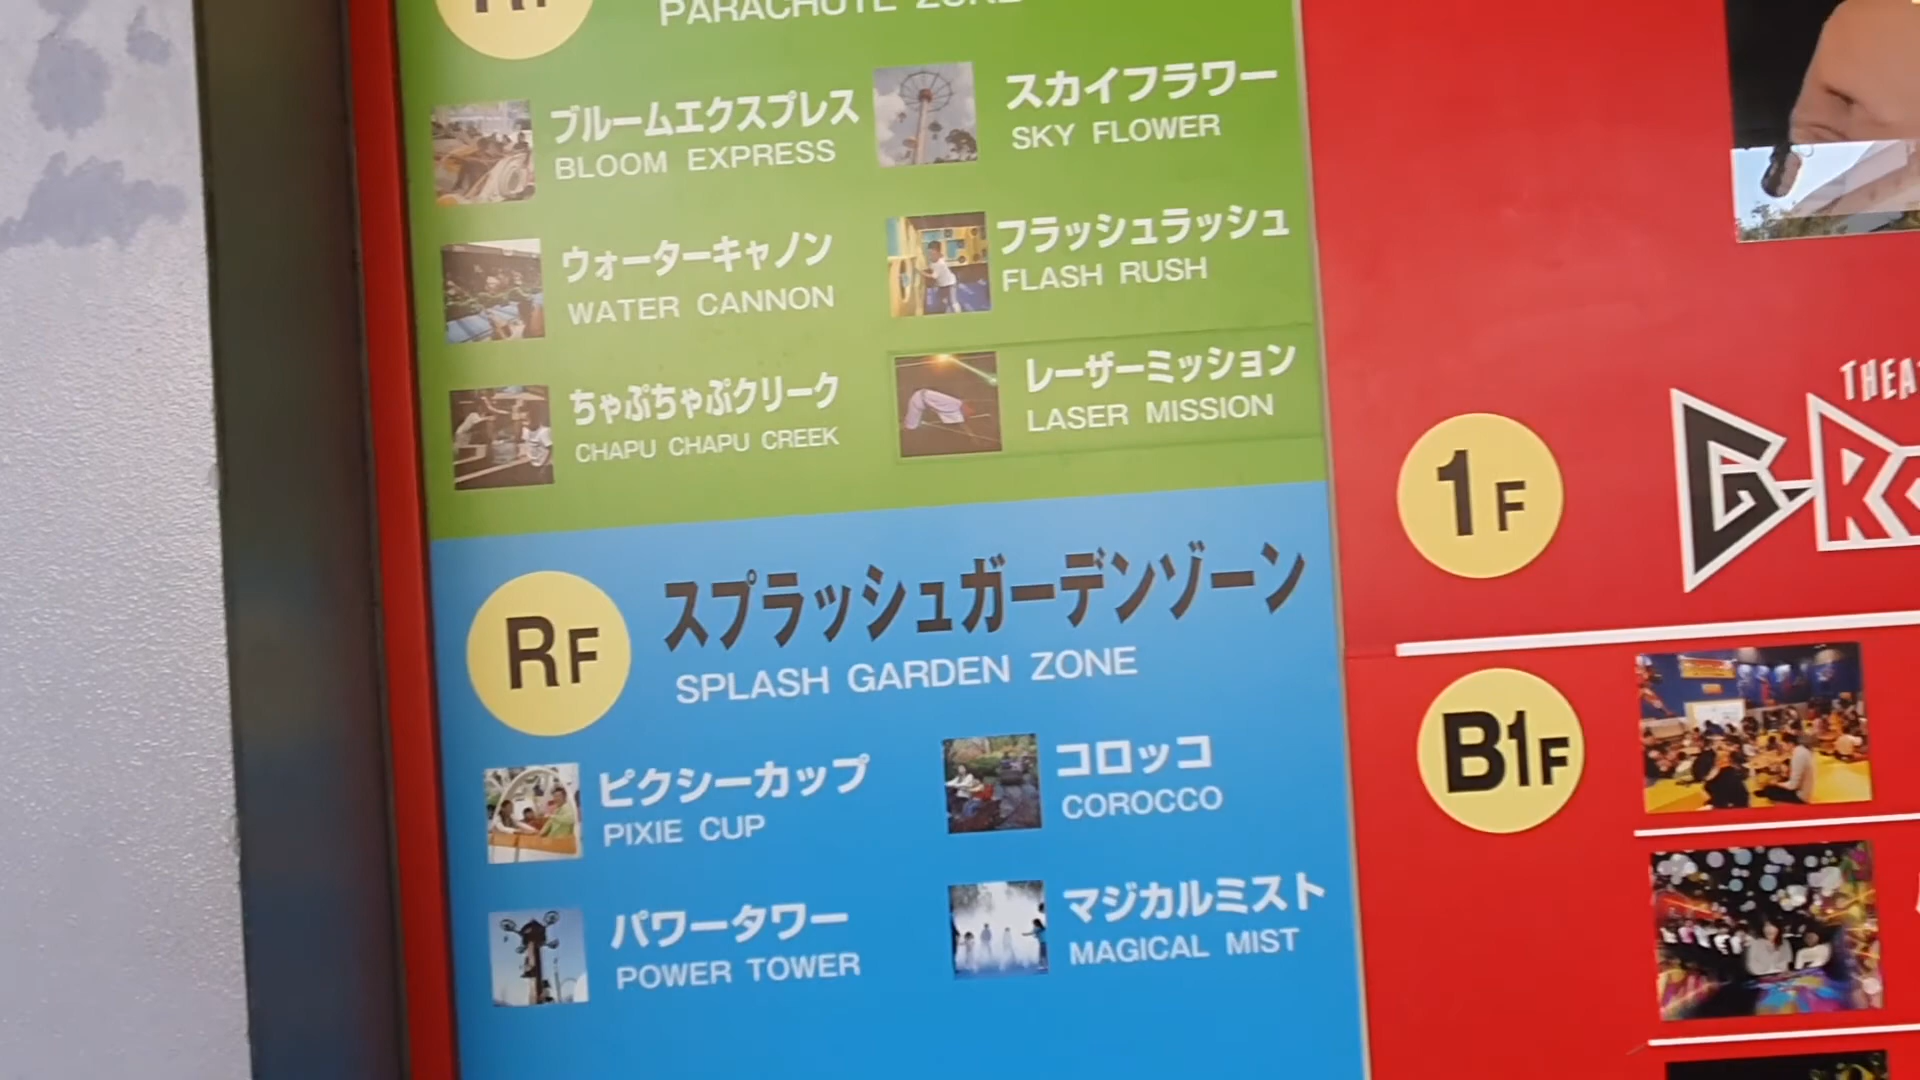 PARACHUTE ZONE
ブルームエクスプレス
BLOOM EXPRESS
スカイフラワー
SKY FLOWER
ウォーターキャノン
WATER CANNON
フラッシュラッシュ
FLASH RUSH
ちゃぷちゃぷクリーク
CHAPU CHAPU CREEK
レーザーミッション
LASER MISSION
RF
スプラッシュガーデンゾーン
SPLASH GARDEN ZONE
ピクシーカップ
PIXIE CUP
コロッコ
COROCCO
パワータワー
POWER TOWER
マジカルミスト
MAGICAL MIST
1F
B1F